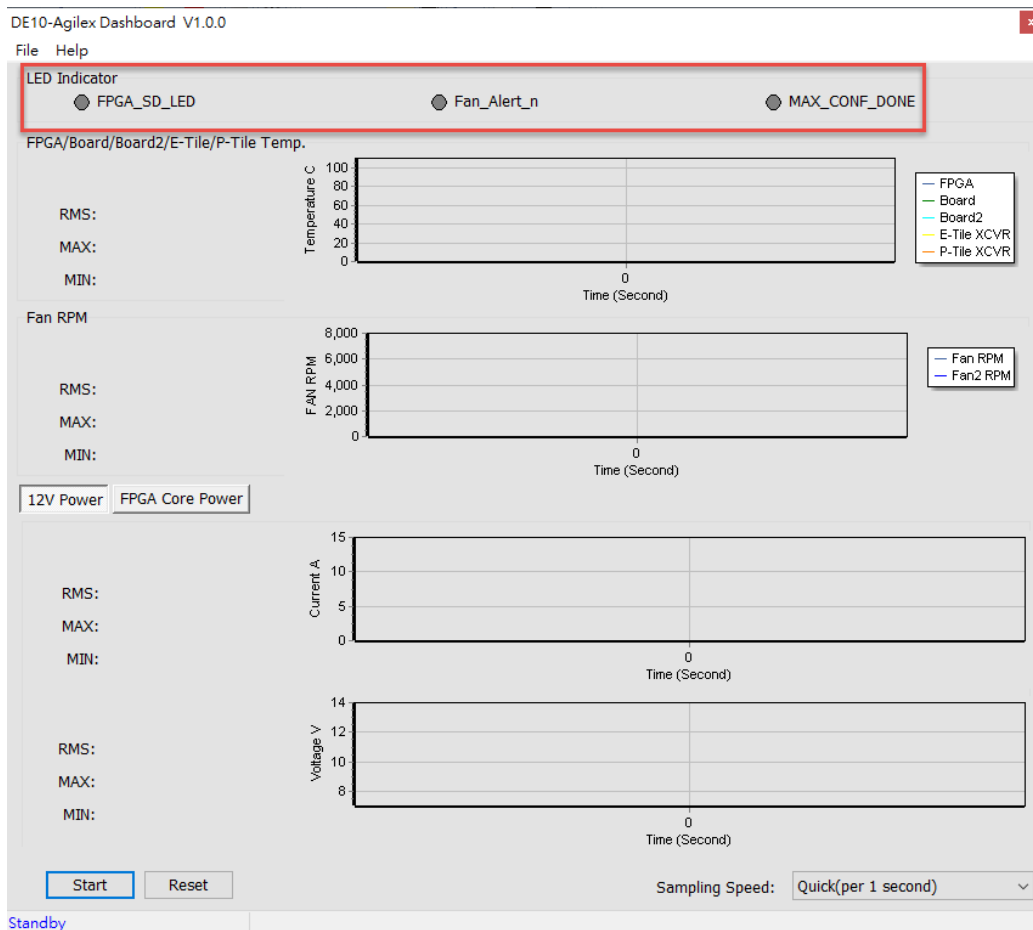 DE10-Agilex Dashboard V1.0.0
x
File Help
LED Indicator
FPGA_SD_LED Fan_Alert_n MAX_CONF_DONE
FPGA/Board/Board2/E-Tile/P-Tile Temp.
RMS:
MAX:
MIN:
Temperature C
100
80
60
40
20
0
0
Time (Second)
FPGA
Board
Board2
E-Tile XCVR
P-Tile XCVR
Fan RPM
RMS:
MAX:
MIN:
FAN RPM
8,000
6,000
4,000
2,000
0
0
Time (Second)
Fan RPM
Fan2 RPM
12V Power FPGA Core Power
RMS:
MAX:
MIN:
Current A
15
10
5
0
0
Time (Second)
RMS:
MAX:
MIN:
Voltage V
14
12
10
8
0
Time (Second)
Start Reset Sampling Speed: Quick(per 1 second)
Standby